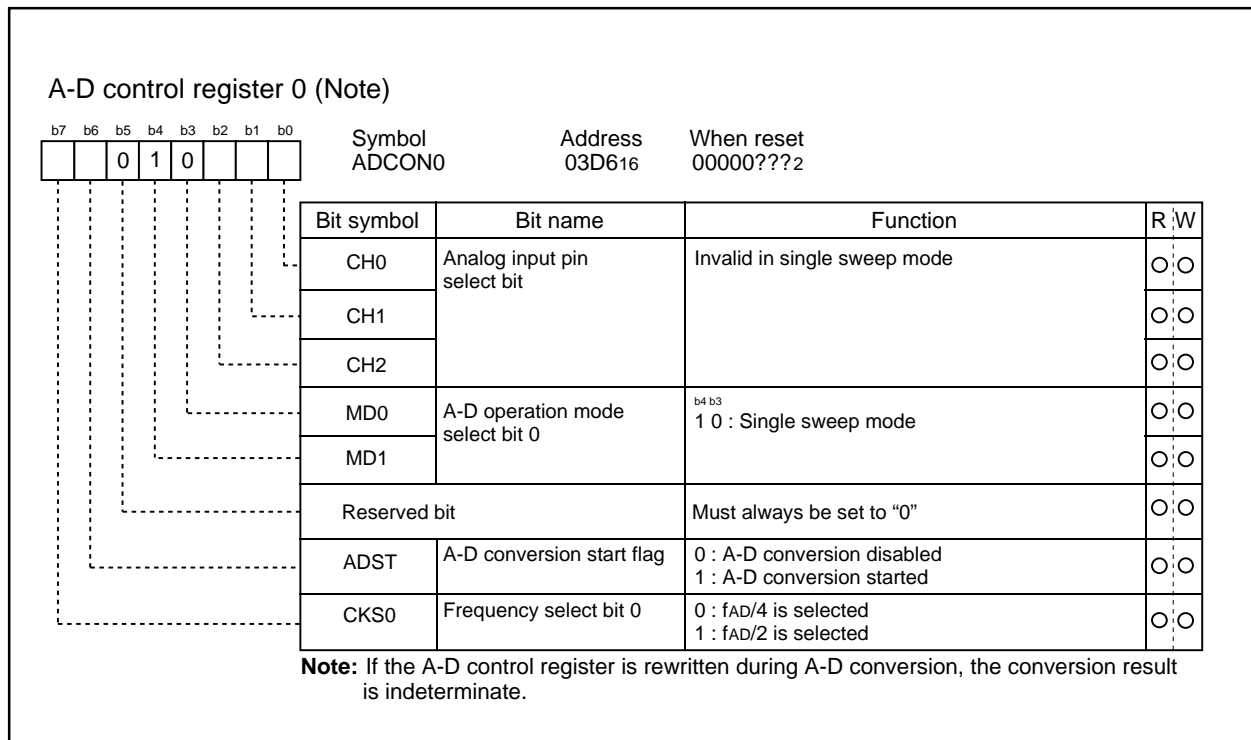 A-D control register 0 (Note)
b7 b6 b5 b4 b3 b2 b1 b0
0 1 0
Symbol Address When reset
ADCON0 03D616 00000???2
Bit symbol Bit name Function R W
CH0 Analog input pin select bit Invalid in single sweep mode O O
CH1 O O
CH2 O O
MD0 A-D operation mode select bit 0 b4 b3
1 0 : Single sweep mode O O
MD1 O O
Reserved bit Must always be set to “0” O O
ADST A-D conversion start flag 0 : A-D conversion disabled
1 : A-D conversion started O O
CKS0 Frequency select bit 0 0 : fAD/4 is selected
1 : fAD/2 is selected O O
Note: If the A-D control register is rewritten during A-D conversion, the conversion result
is indeterminate.